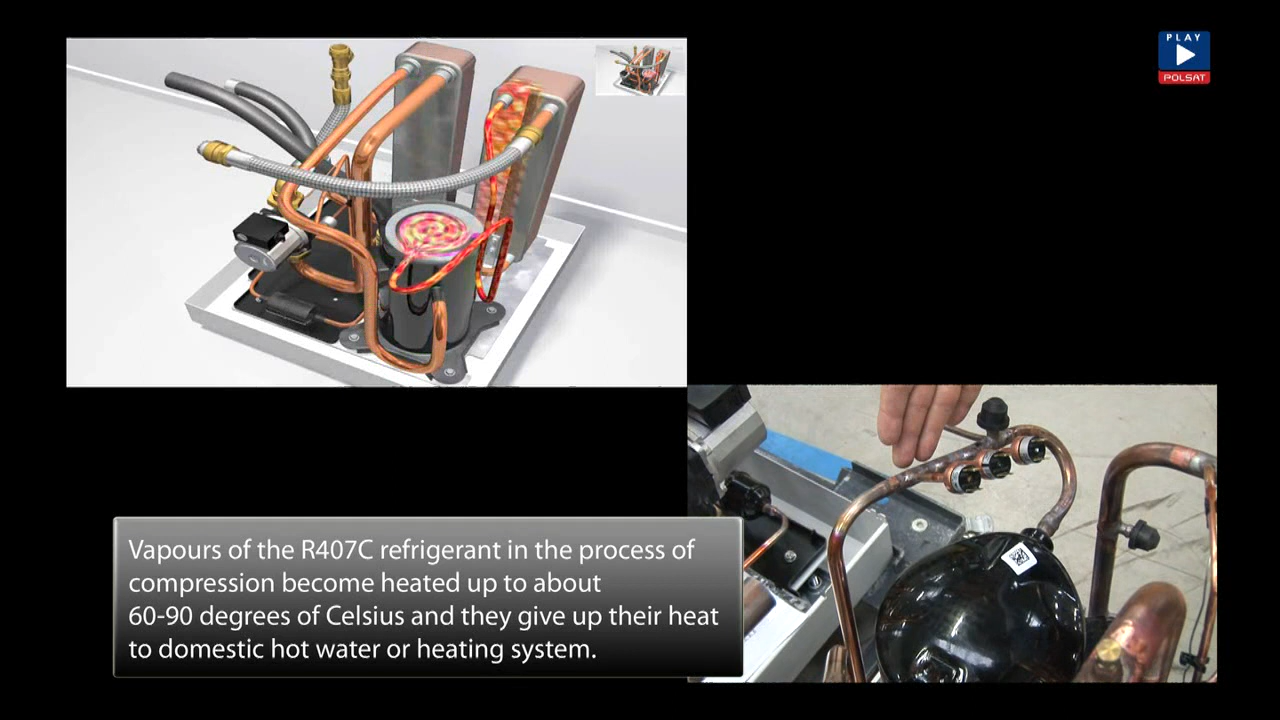 PLAY
POLSAT
Vapours of the R407C refrigerant in the process of
compression become heated up to about
60-90 degrees of Celsius and they give up their heat
to domestic hot water or heating system.